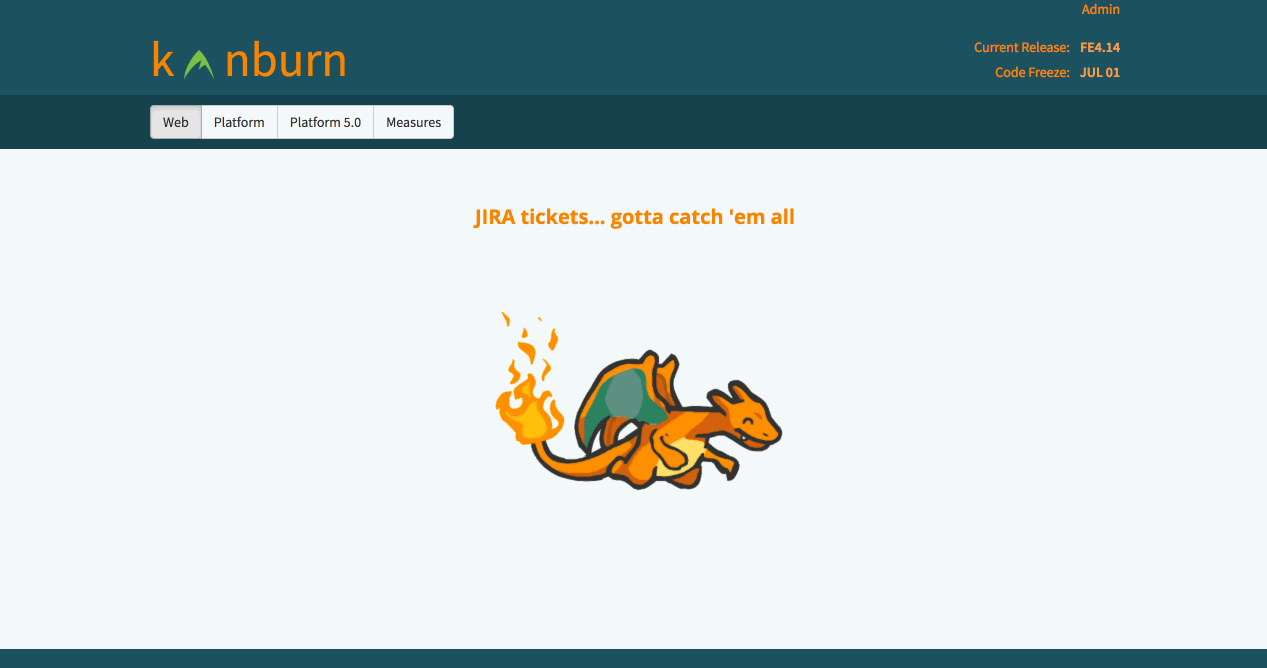 Admin
k nburn
Current Release: FE4.14
Code Freeze: JUL 01
Web Platform Platform 5.0 Measures
JIRA tickets... gotta catch 'em all